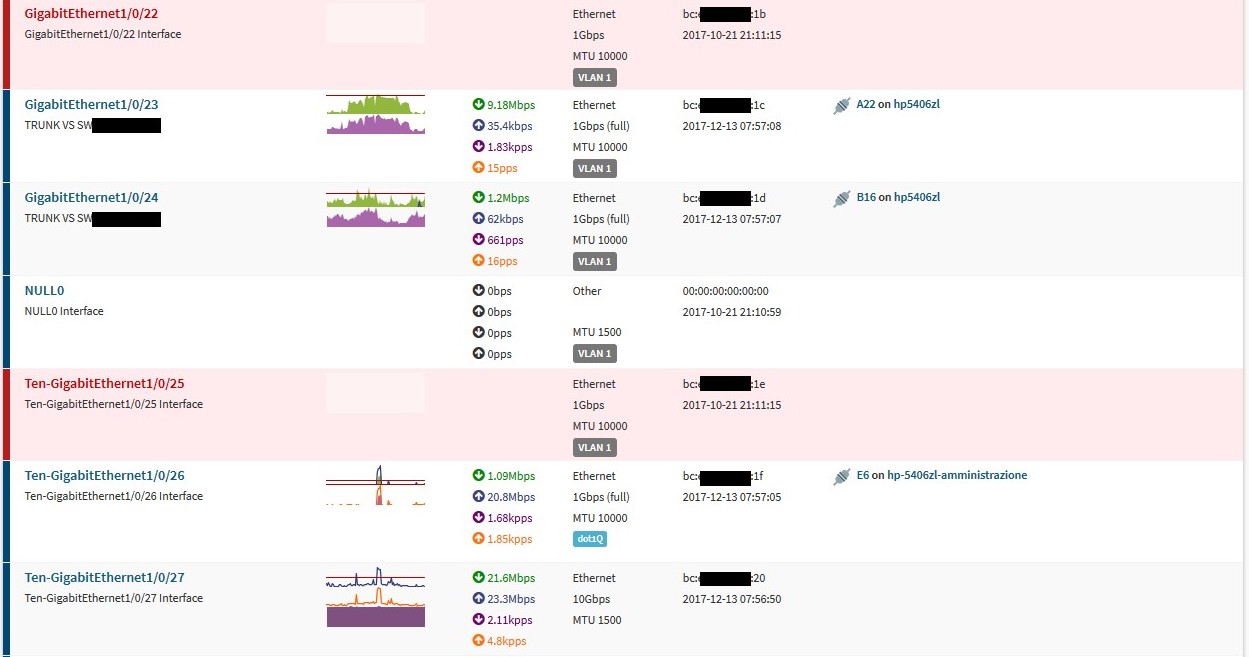 GigabitEthernet1/0/22
GigabitEthernet1/0/22 Interface
Ethernet
1Gbps
MTU 10000
VLAN 1
bc: :1b
2017-10-21 21:11:15
GigabitEthernet1/0/23
TRUNK VS SW
9.18Mbps
35.4kbps
1.83kpps
15pps
Ethernet
1Gbps (full)
MTU 10000
VLAN 1
bc: :1c
2017-12-13 07:57:08
A22 on hp5406zl
GigabitEthernet1/0/24
TRUNK VS SW
1.2Mbps
62kbps
661pps
16pps
Ethernet
1Gbps (full)
MTU 10000
VLAN 1
bc: :1d
2017-12-13 07:57:07
B16 on hp5406zl
NULL0
NULL0 Interface
0bps
0bps
0pps
0pps
Other
MTU 1500
VLAN 1
00:00:00:00:00:00
2017-10-21 21:10:59
Ten-GigabitEthernet1/0/25
Ten-GigabitEthernet1/0/25 Interface
Ethernet
1Gbps
MTU 10000
VLAN 1
bc: :1e
2017-10-21 21:11:15
Ten-GigabitEthernet1/0/26
Ten-GigabitEthernet1/0/26 Interface
1.09Mbps
20.8Mbps
1.68kpps
1.85kpps
Ethernet
1Gbps (full)
MTU 10000
dot1Q
bc: :1f
2017-12-13 07:57:05
E6 on hp-5406zl-amministrazione
Ten-GigabitEthernet1/0/27
Ten-GigabitEthernet1/0/27 Interface
21.6Mbps
23.3Mbps
2.11kpps
4.8kpps
Ethernet
10Gbps
MTU 1500
bc: :20
2017-12-13 07:56:50